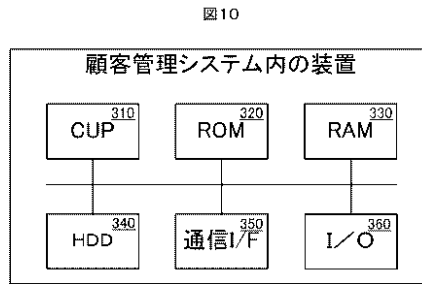 図10
顧客管理システム内の装置
310
CUP
320
ROM
330
RAM
340
HDD
350
通信I/F
360
I/O